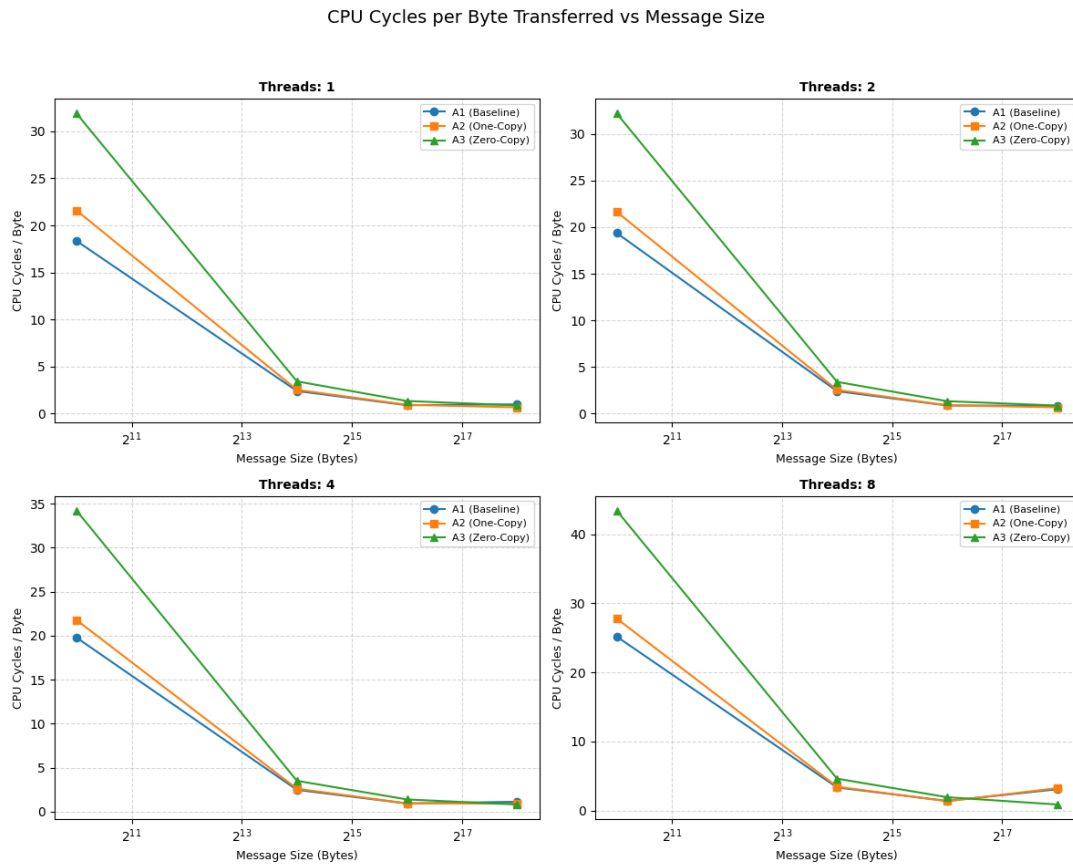 CPU Cycles per Byte Transferred vs Message Size
Threads: 1
CPU Cycles / Byte
30
25
20
15
10
5
0
2^11
2^13
2^15
2^17
Message Size (Bytes)
A1 (Baseline)
A2 (One-Copy)
A3 (Zero-Copy)
Threads: 2
CPU Cycles / Byte
30
25
20
15
10
5
0
2^11
2^13
2^15
2^17
Message Size (Bytes)
A1 (Baseline)
A2 (One-Copy)
A3 (Zero-Copy)
Threads: 4
CPU Cycles / Byte
35
30
25
20
15
10
5
0
2^11
2^13
2^15
2^17
Message Size (Bytes)
A1 (Baseline)
A2 (One-Copy)
A3 (Zero-Copy)
Threads: 8
CPU Cycles / Byte
40
30
20
10
0
2^11
2^13
2^15
2^17
Message Size (Bytes)
A1 (Baseline)
A2 (One-Copy)
A3 (Zero-Copy)